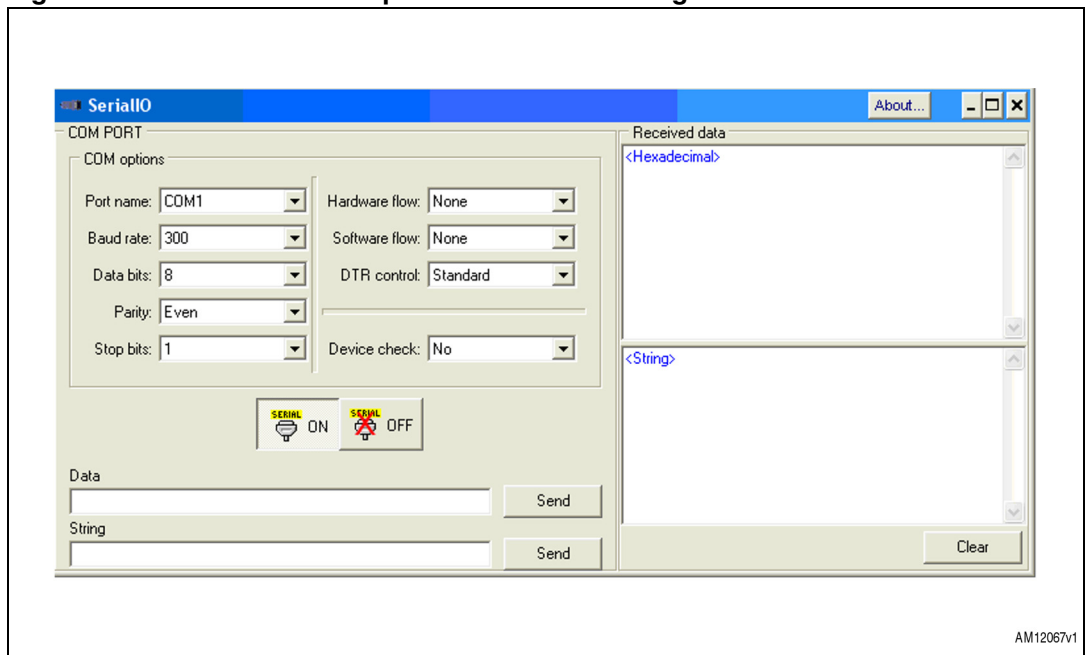 SerialIO About...
COM PORT
COM options
Port name: COM1
Baud rate: 300
Data bits: 8
Parity: Even
Stop bits: 1
Hardware flow: None
Software flow: None
DTR control: Standard
Device check: No
SERIAL ON
SERIAL OFF
Data
Send
String
Send
Received data
<Hexadecimal>
<String>
Clear
AM12067v1